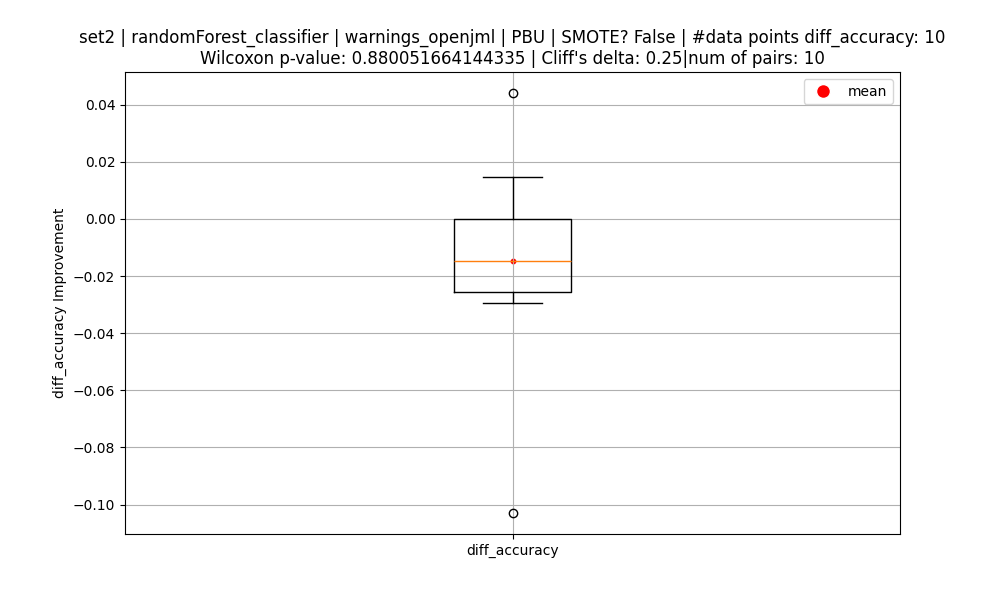 set2 | randomForest_classifier | warnings_openjml | PBU | SMOTE? False | #data points diff_accuracy: 10
Wilcoxon p-value: 0.880051664144335 | Cliff's delta: 0.25|num of pairs: 10
mean
0.04
0.02
0.00
−0.02
−0.04
−0.06
−0.08
−0.10
diff_accuracy Improvement
diff_accuracy